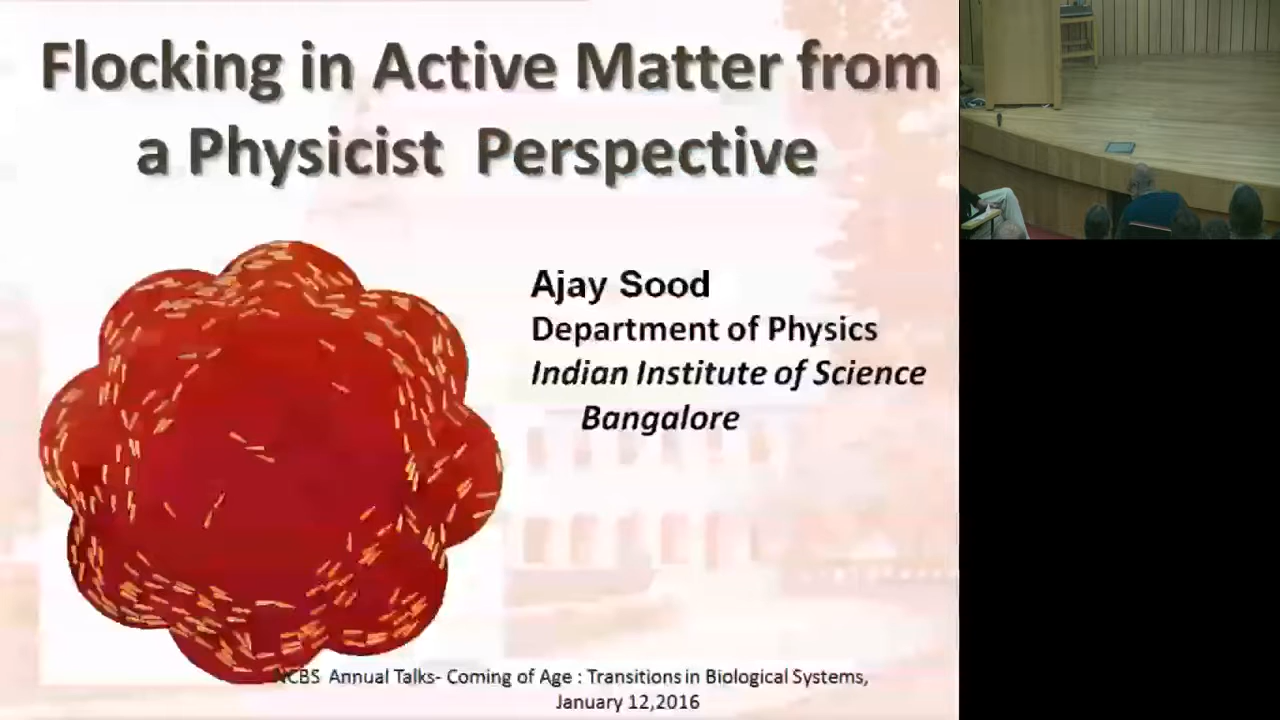 Flocking in Active Matter from
a Physicist Perspective
Ajay Sood
Department of Physics
Indian Institute of Science
Bangalore
NCBS Annual Talks- Coming of Age : Transitions in Biological Systems,
January 12,2016